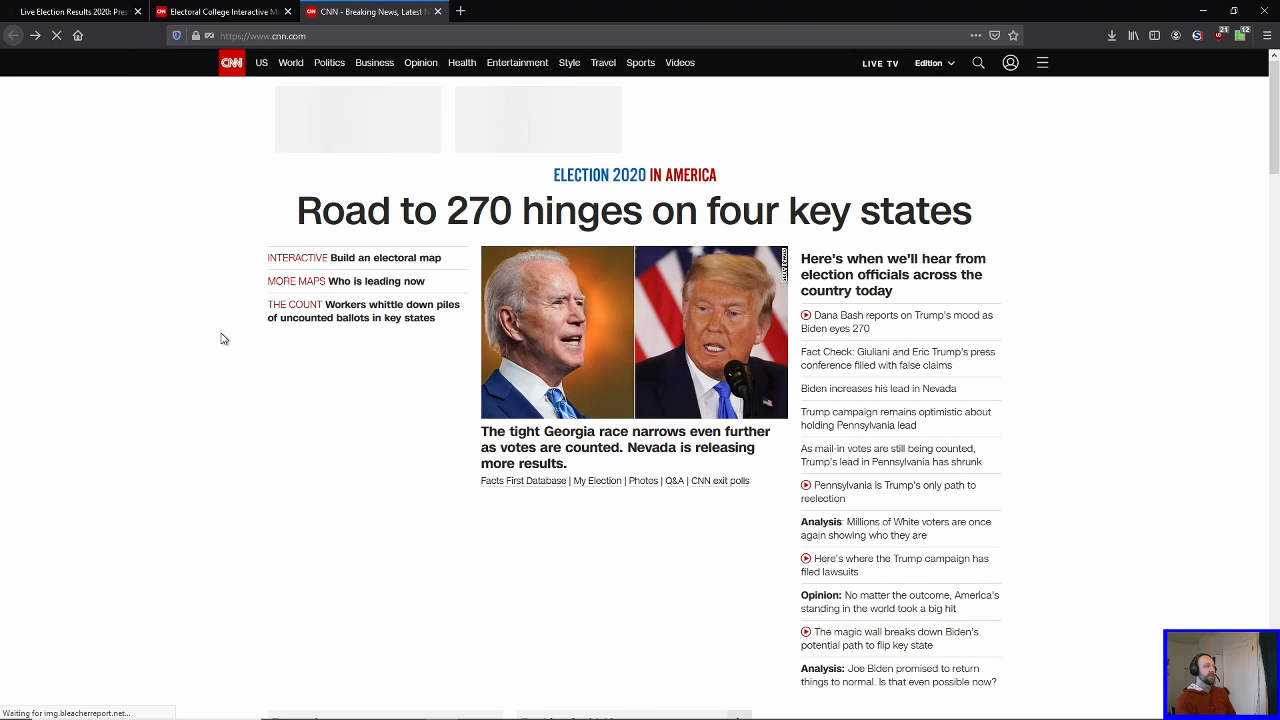 Live Election Results 2020: Pres
Electoral College Interactive M
CNN - Breaking News, Latest N
https://www.cnn.com
21
12
CNN
US World Politics Business Opinion Health Entertainment Style Travel Sports Videos
LIVE TV
Edition
ELECTION 2020 IN AMERICA
Road to 270 hinges on four key states
INTERACTIVE Build an electoral map
MORE MAPS Who is leading now
THE COUNT Workers whittle down piles
of uncounted ballots in key states
The tight Georgia race narrows even further
as votes are counted. Nevada is releasing
more results.
Facts First Database | My Election | Photos | Q&A | CNN exit polls
Here's when we'll hear from
election officials across the
country today
Dana Bash reports on Trump's mood as
Biden eyes 270
Fact Check: Giuliani and Eric Trump's press
conference filled with false claims
Biden increases his lead in Nevada
Trump campaign remains optimistic about
holding Pennsylvania lead
As mail-in votes are still being counted,
Trump's lead in Pennsylvania has shrunk
Pennsylvania is Trump's only path to
reelection
Analysis: Millions of White voters are once
again showing who they are
Here's where the Trump campaign has
filed lawsuits
Opinion: No matter the outcome, America's
standing in the world took a big hit
The magic wall breaks down Biden's
potential path to flip key state
Analysis: Joe Biden promised to return
things to normal. Is that even possible now?
Waiting for img.bleacherreport.net...